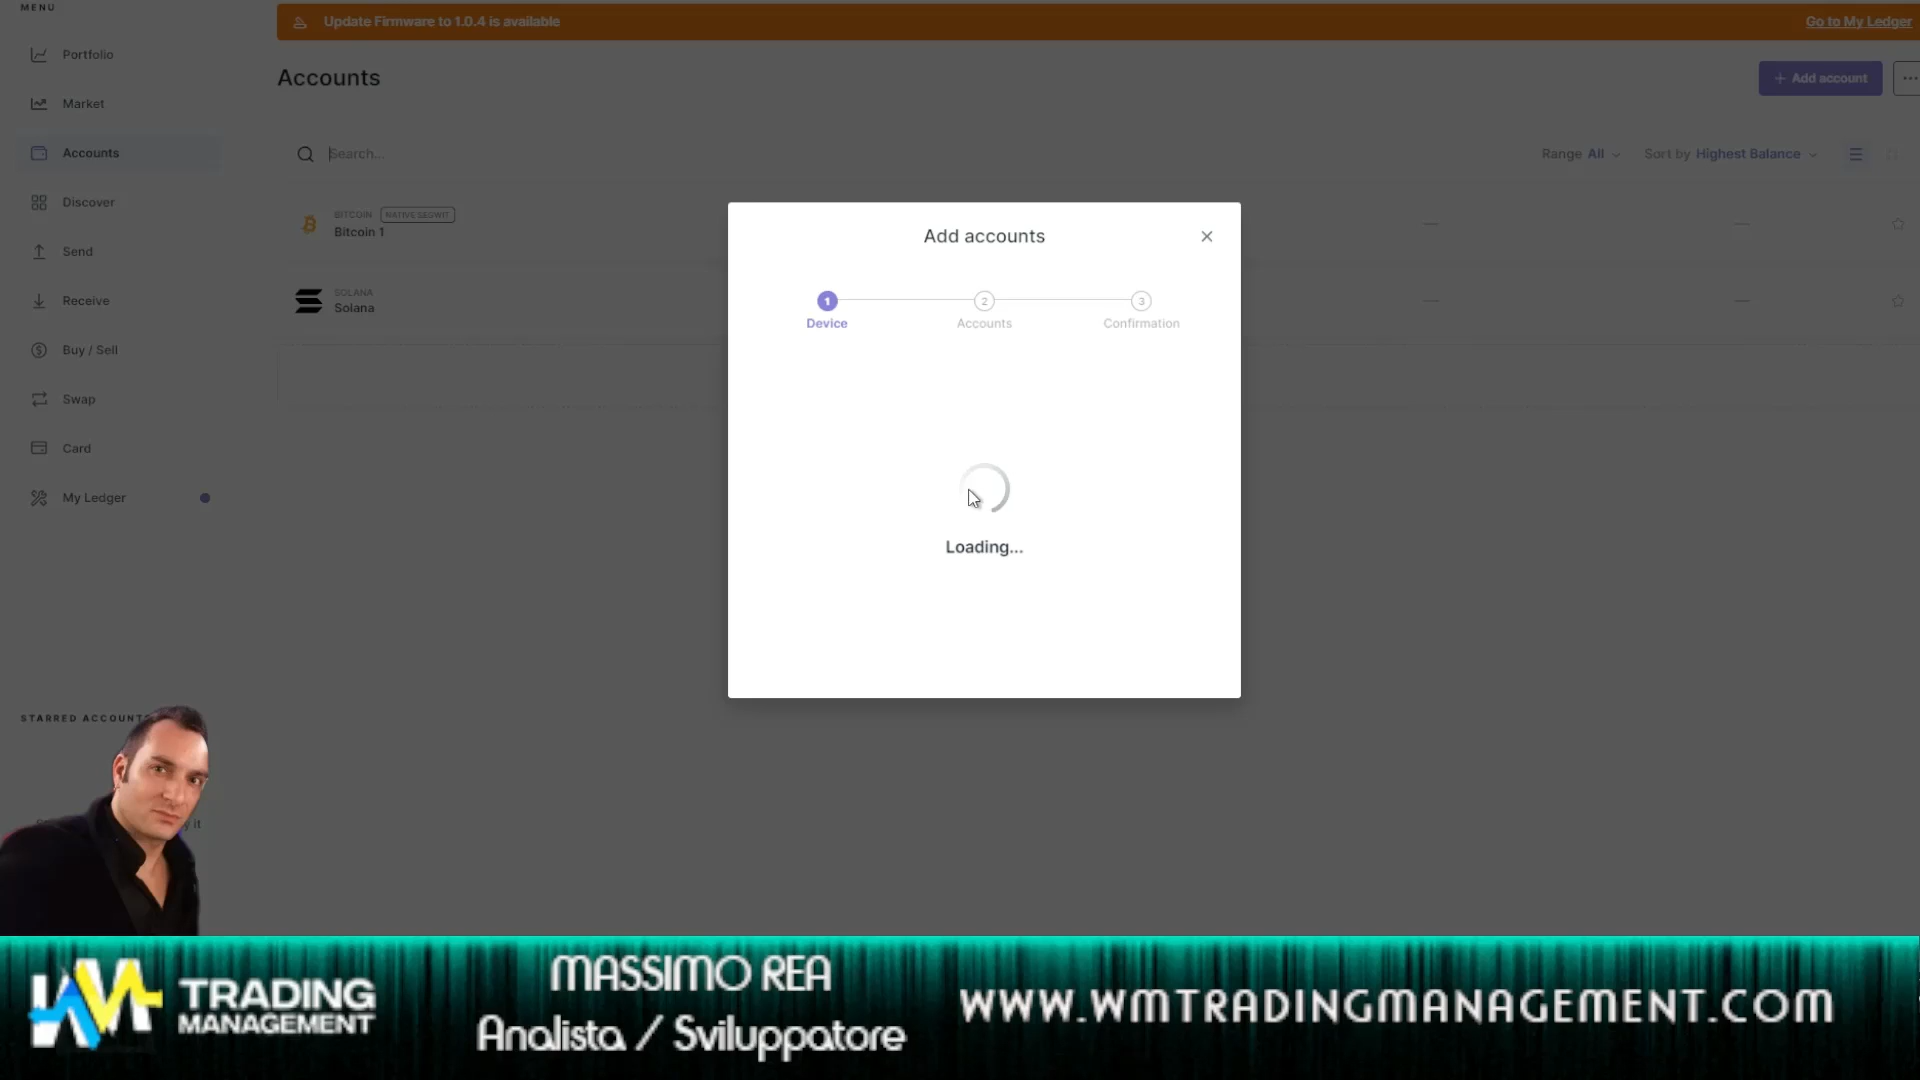 MENU
Update Firmware to 1.0.4 is available
Go to My Ledger
Portfolio
Accounts
+ Add account
Market
Accounts
Search...
Range All
Sort by Highest Balance
Discover
BITCOIN NATIVE SEGWIT
Bitcoin 1
Send
SOLANA
Solana
Receive
Buy / Sell
Swap
Card
My Ledger
Add accounts
1
2
3
Device
Accounts
Confirmation
Loading...
STARRED ACCOUNTS
it
WM TRADING
MANAGEMENT
MASSIMO REA
Analista / Sviluppatore
WWW.WMTRADINGMANAGEMENT.COM